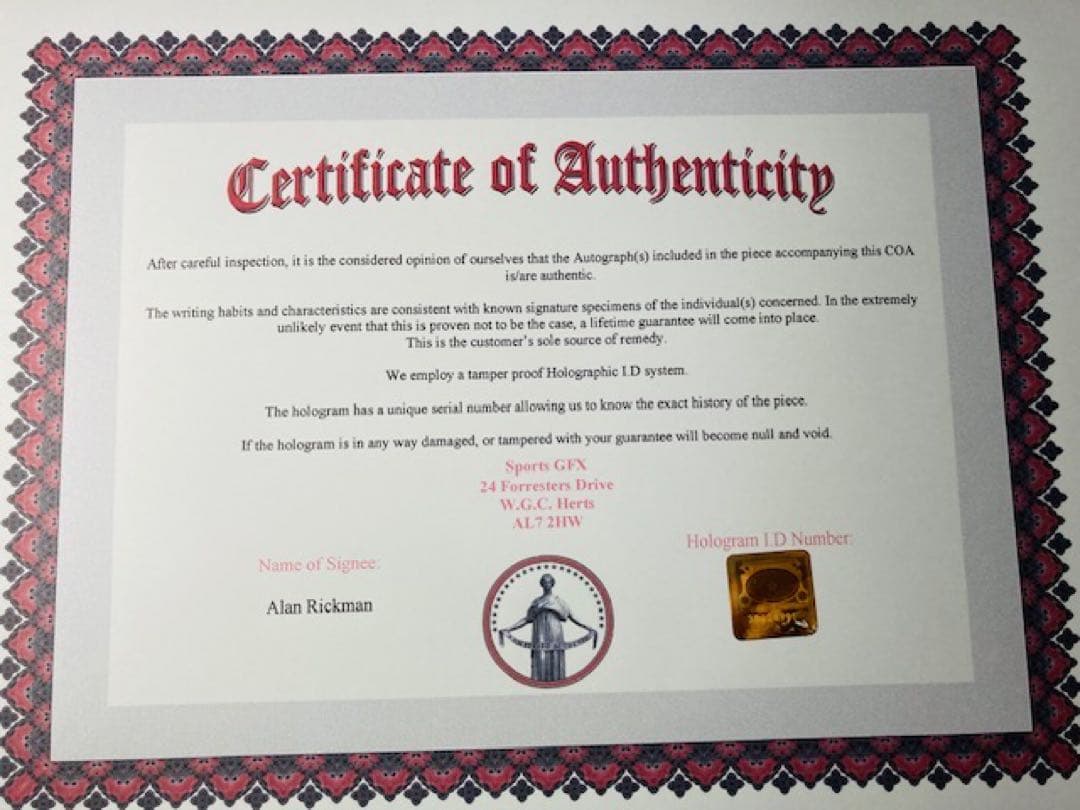 Certificate of Authenticity
After careful inspection, it is the considered opinion of ourselves that the Autograph(s) included in the piece accompanying this COA
is/are authentic.
The writing habits and characteristics are consistent with known signature specimens of the individual(s) concerned. In the extremely
unlikely event that this is proven not to be the case, a lifetime guarantee will come into place.
This is the customer's sole source of remedy.
We employ a tamper proof Holographic I.D system.
The hologram has a unique serial number allowing us to know the exact history of the piece.
If the hologram is in any way damaged, or tampered with your guarantee will become null and void.
Sports GFX
24 Forresters Drive
W.G.C. Herts
AL7 2HW
Hologram I.D Number:
Name of Signee:
Alan Rickman